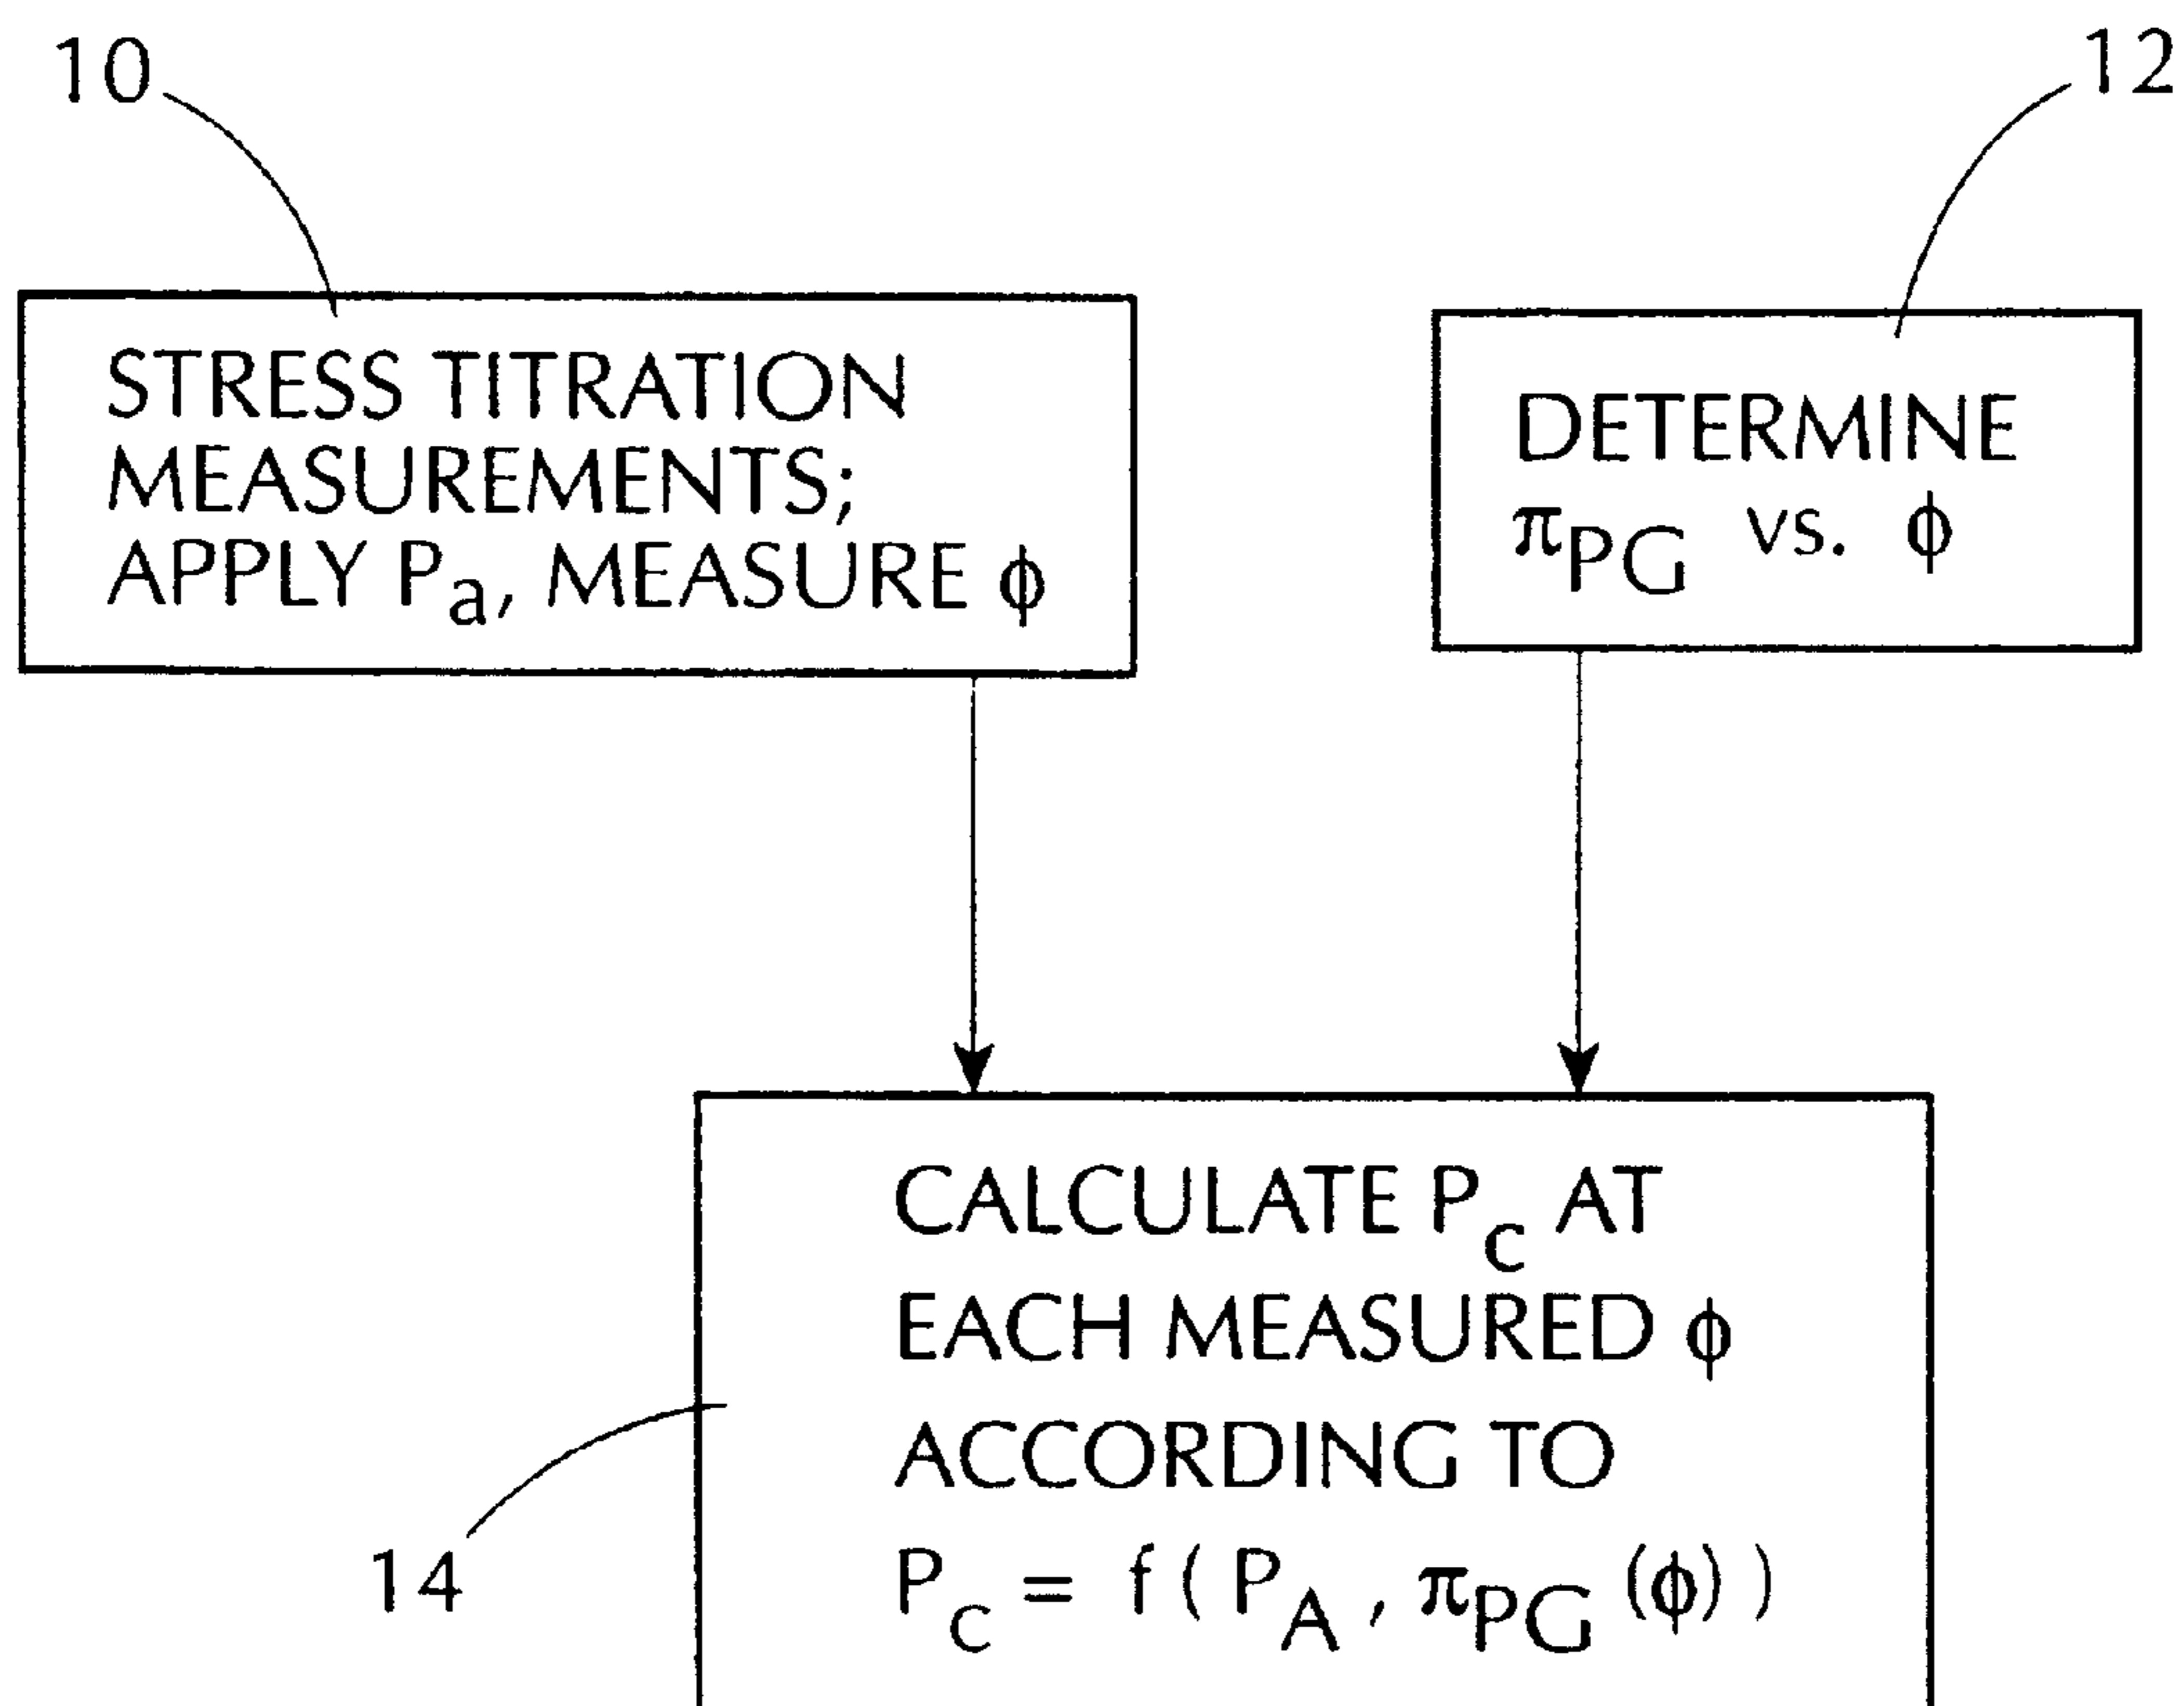 10
12
STRESS TITRATION
MEASUREMENTS;
APPLY Pa, MEASURE ϕ
DETERMINE
πPG vs. ϕ
CALCULATE Pc AT
EACH MEASURED ϕ
ACCORDING TO
Pc = f ( PA , πPG (ϕ) )
14